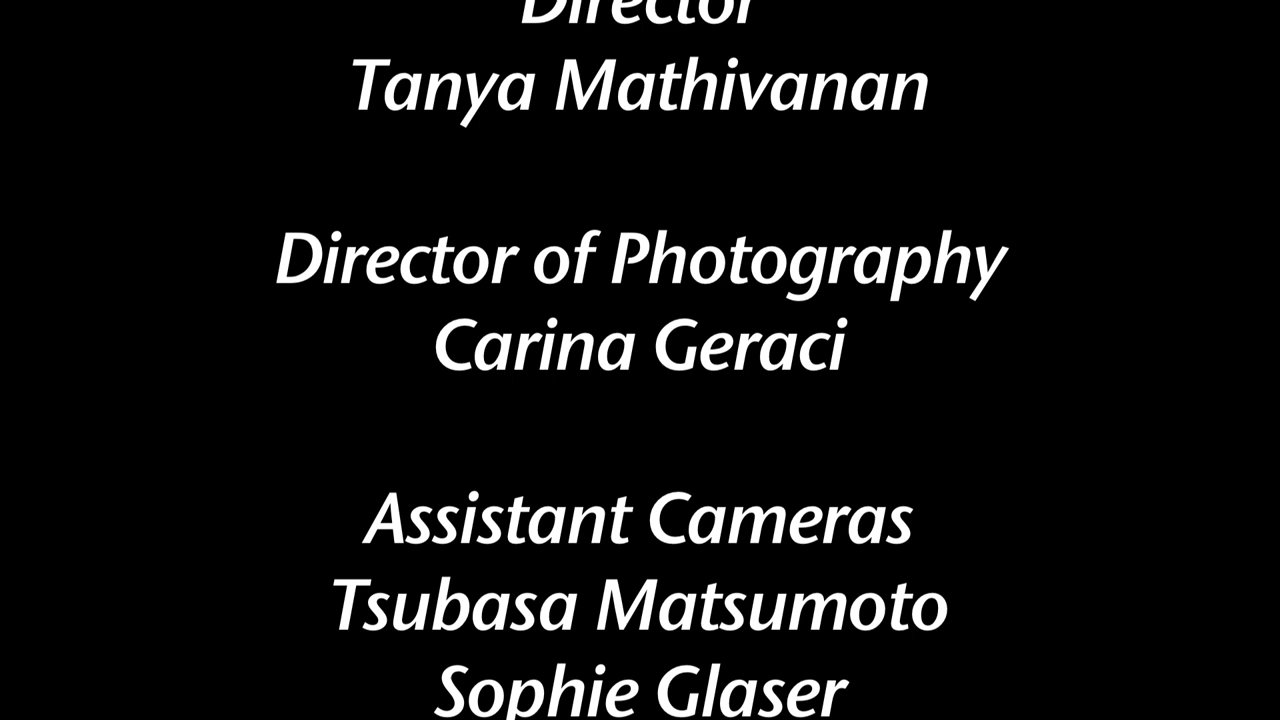 Director
Tanya Mathivanan
Director of Photography
Carina Geraci
Assistant Cameras
Tsubasa Matsumoto
Sophie Glaser